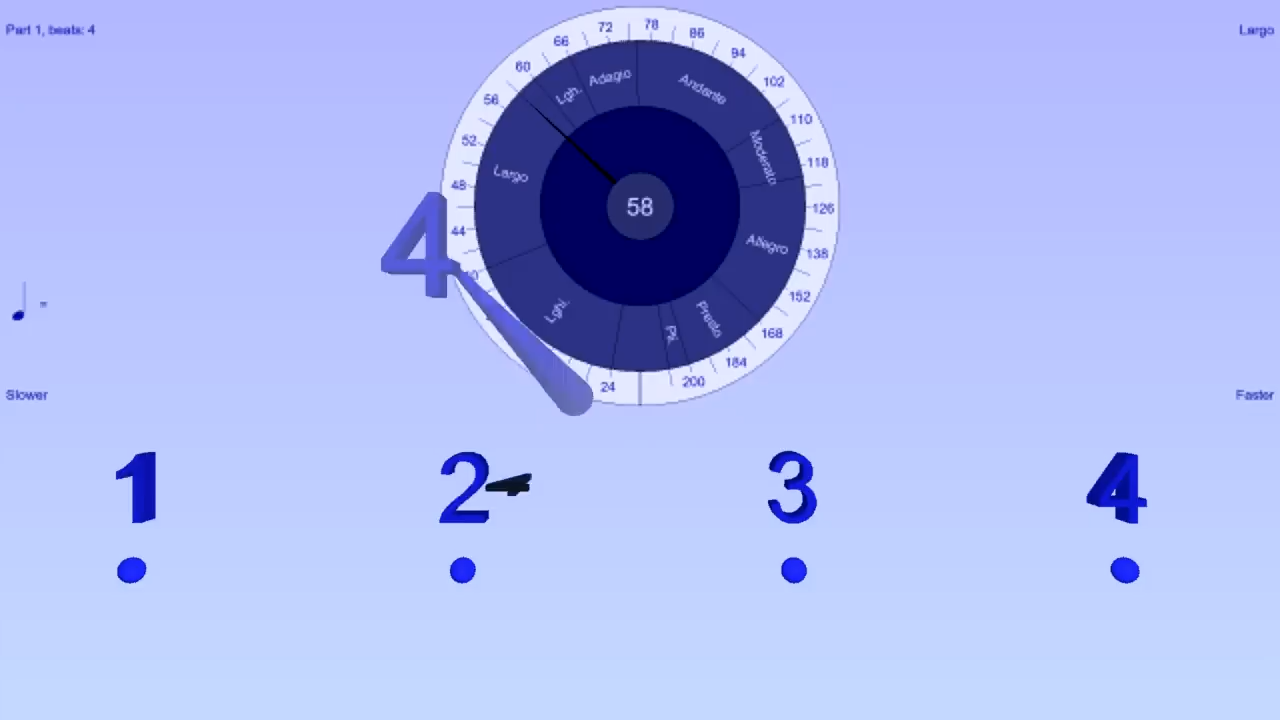 Part 1, beats: 4
Largo
72
78
66
86
60
94
56
102
52
110
48
118
44
126
138
152
168
184
200
24
Lgh.
Adagio
Andante
Moderato
Largo
Allegro
Presto
Lghi.
58
4
=
Slower
Faster
1
2
3
4